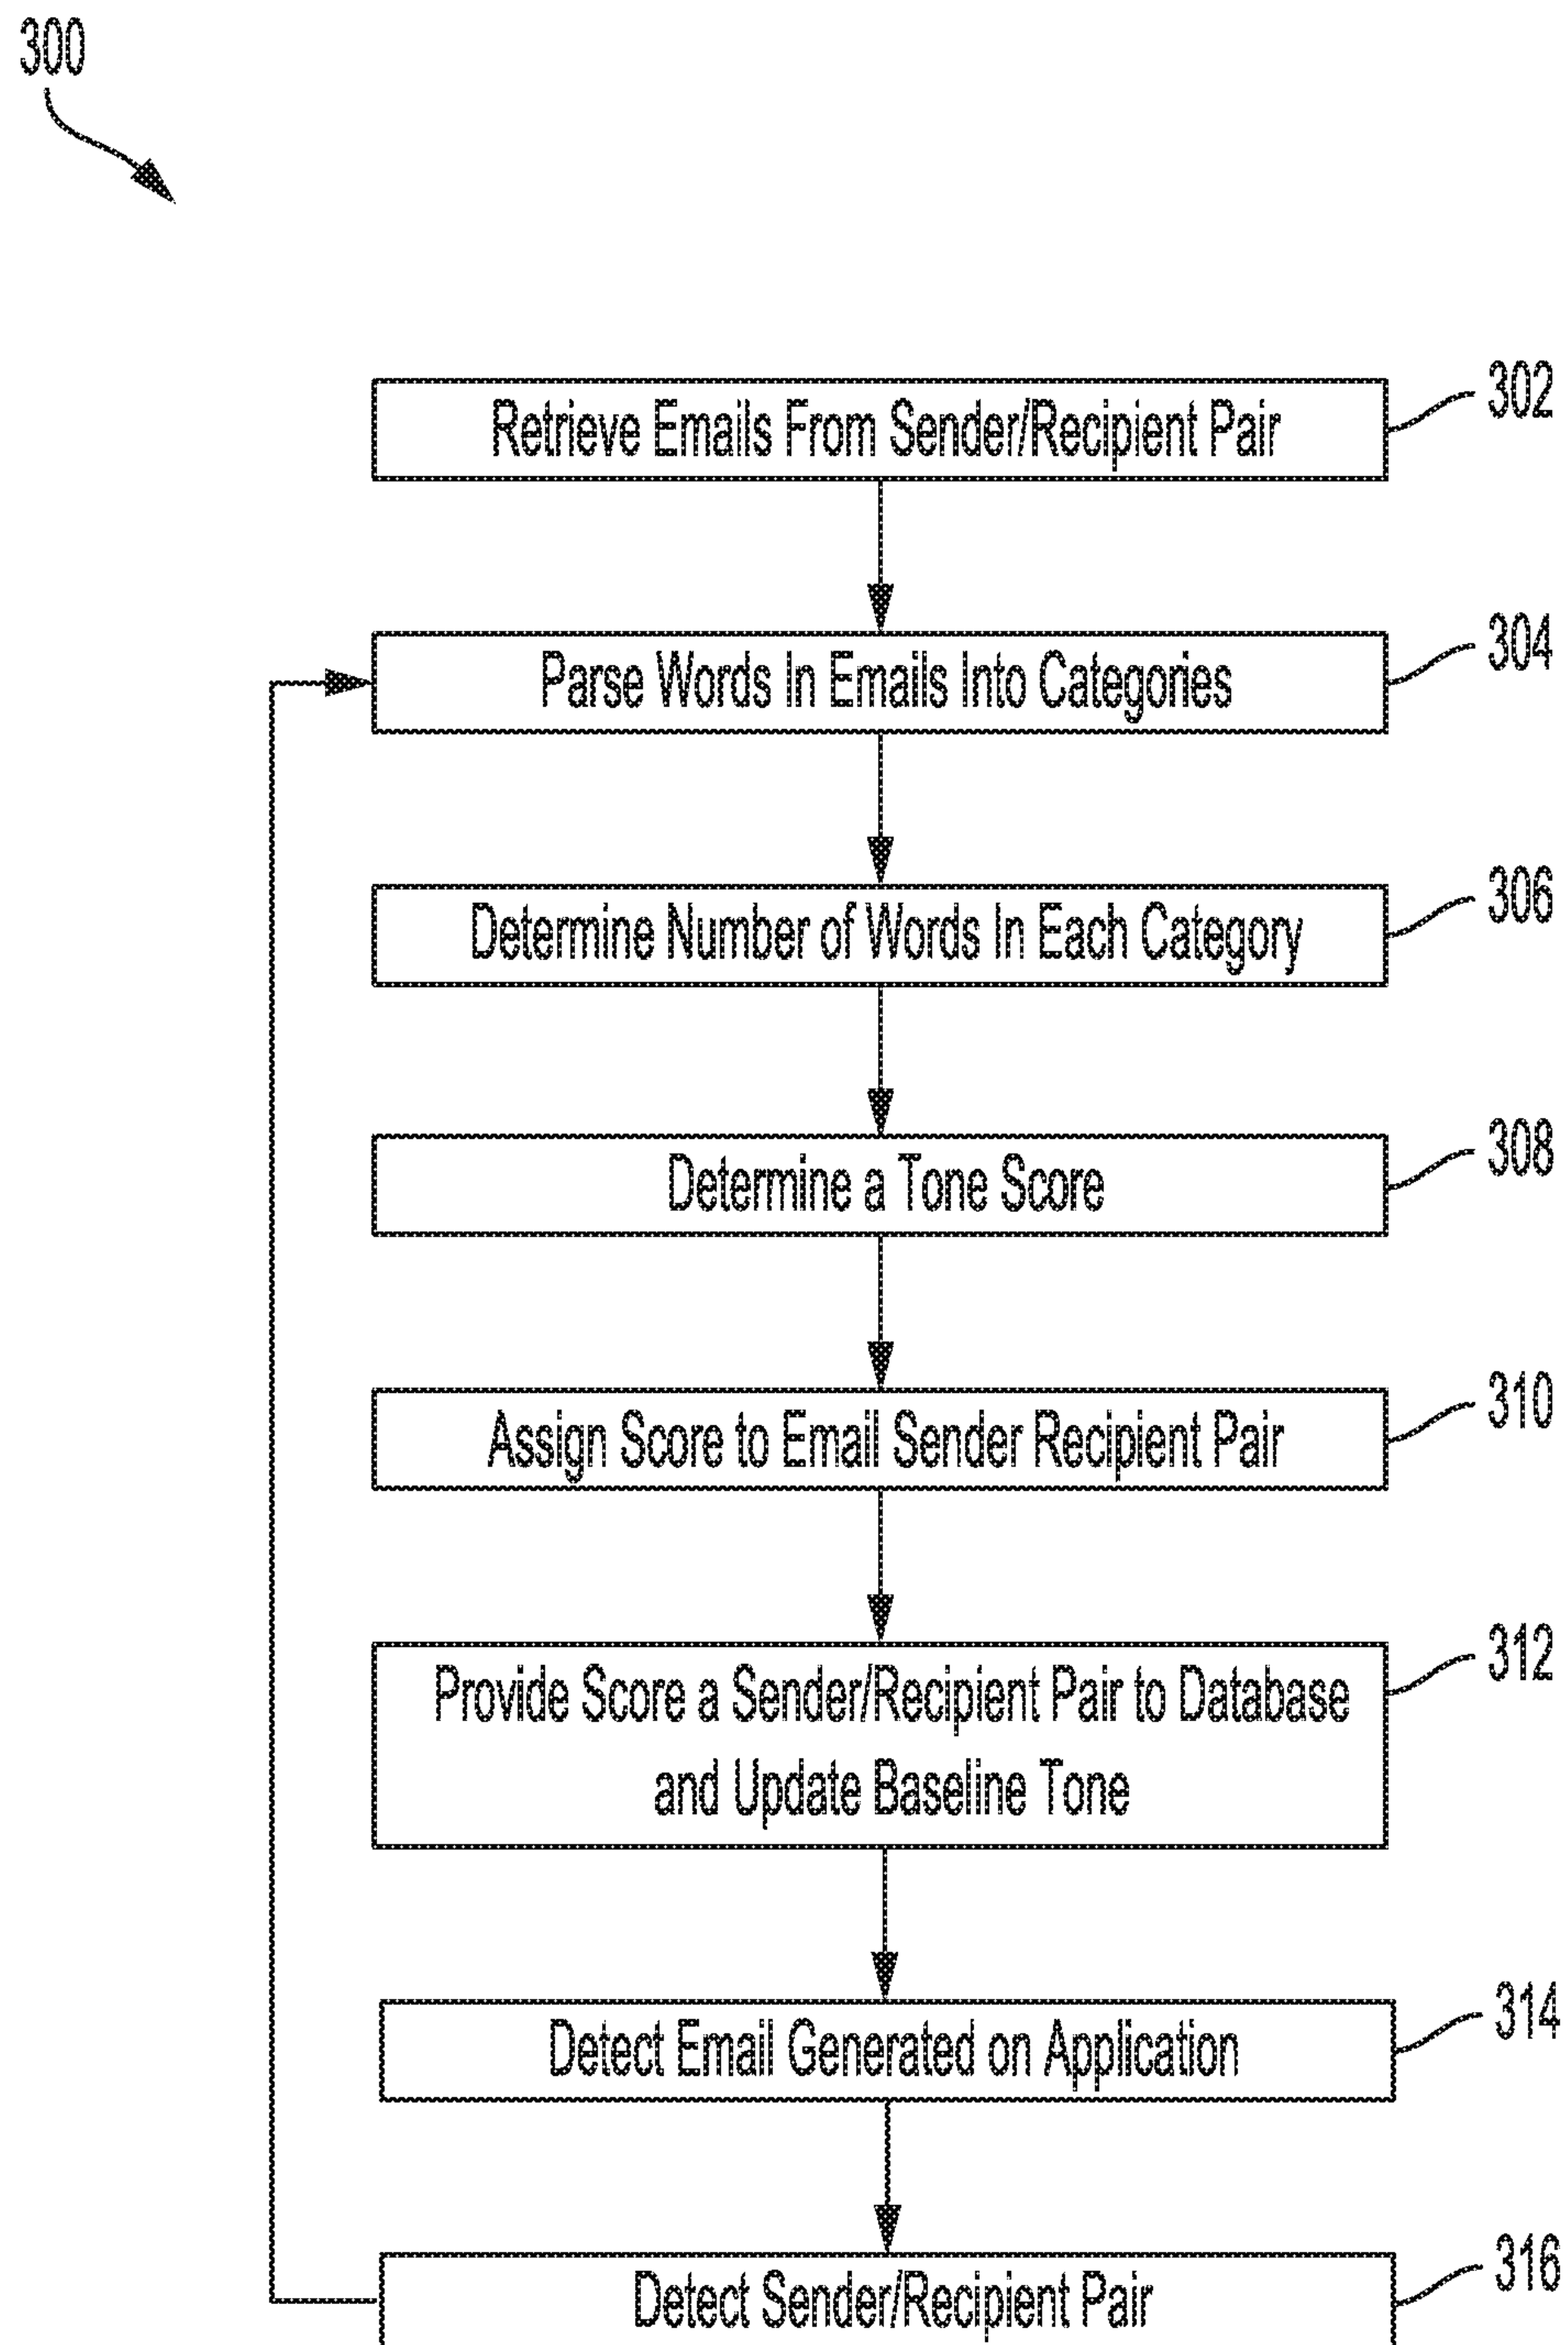 300
Retrieve Emails From Sender/Recipient Pair
302
Parse Words In Emails Into Categories
304
Determine Number of Words In Each Category
306
Determine a Tone Score
308
Assign Score to Email Sender Recipient Pair
310
Provide Score a Sender/Recipient Pair to Database
and Update Baseline Tone
312
Detect Email Generated on Application
314
Detect Sender/Recipient Pair
316